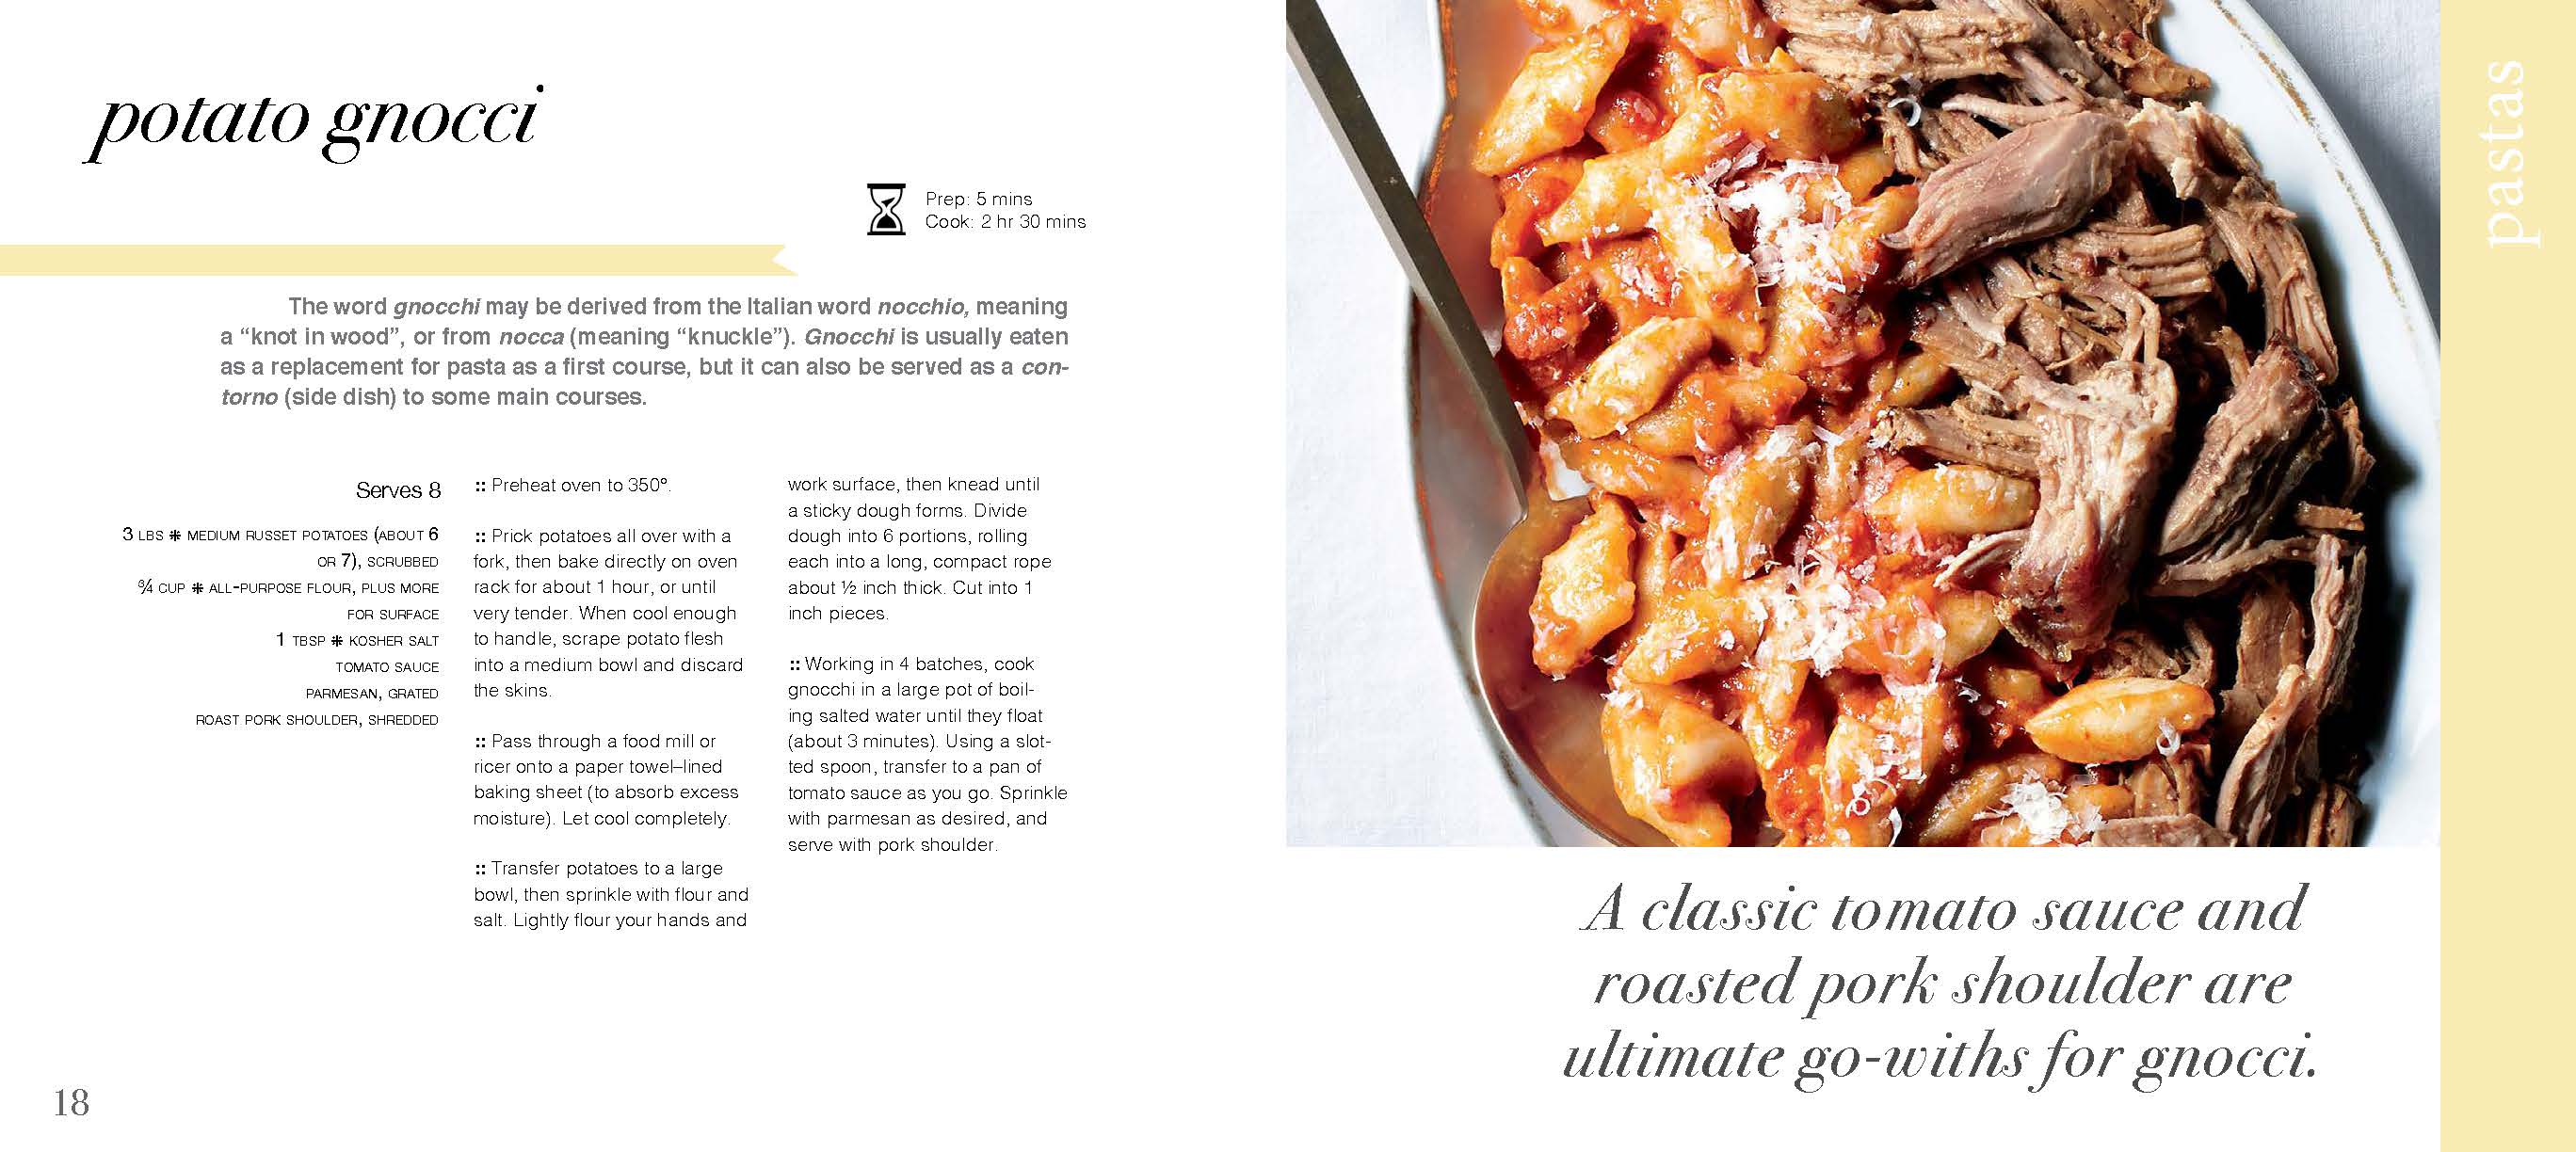 potato gnocci
Prep: 5 mins
Cook: 2 hr 30 mins
The word gnocchi may be derived from the Italian word nocchio, meaning
a “knot in wood”, or from nocca (meaning “knuckle”). Gnocchi is usually eaten
as a replacement for pasta as a first course, but it can also be served as a con-
torno (side dish) to some main courses.
Serves 8
3 LBS ⁜ MEDIUM RUSSET POTATOES (ABOUT 6
OR 7), SCRUBBED
¾ CUP ⁜ ALL-PURPOSE FLOUR, PLUS MORE
FOR SURFACE
1 TBSP ⁜ KOSHER SALT
TOMATO SAUCE
PARMESAN, GRATED
ROAST PORK SHOULDER, SHREDDED
:: Preheat oven to 350°.
:: Prick potatoes all over with a
fork, then bake directly on oven
rack for about 1 hour, or until
very tender. When cool enough
to handle, scrape potato flesh
into a medium bowl and discard
the skins.
:: Pass through a food mill or
ricer onto a paper towel–lined
baking sheet (to absorb excess
moisture). Let cool completely.
:: Transfer potatoes to a large
bowl, then sprinkle with flour and
salt. Lightly flour your hands and
work surface, then knead until
a sticky dough forms. Divide
dough into 6 portions, rolling
each into a long, compact rope
about ½ inch thick. Cut into 1
inch pieces.
:: Working in 4 batches, cook
gnocchi in a large pot of boil-
ing salted water until they float
(about 3 minutes). Using a slot-
ted spoon, transfer to a pan of
tomato sauce as you go. Sprinkle
with parmesan as desired, and
serve with pork shoulder.
18
pastas
A classic tomato sauce and
roasted pork shoulder are
ultimate go-withs for gnocci.